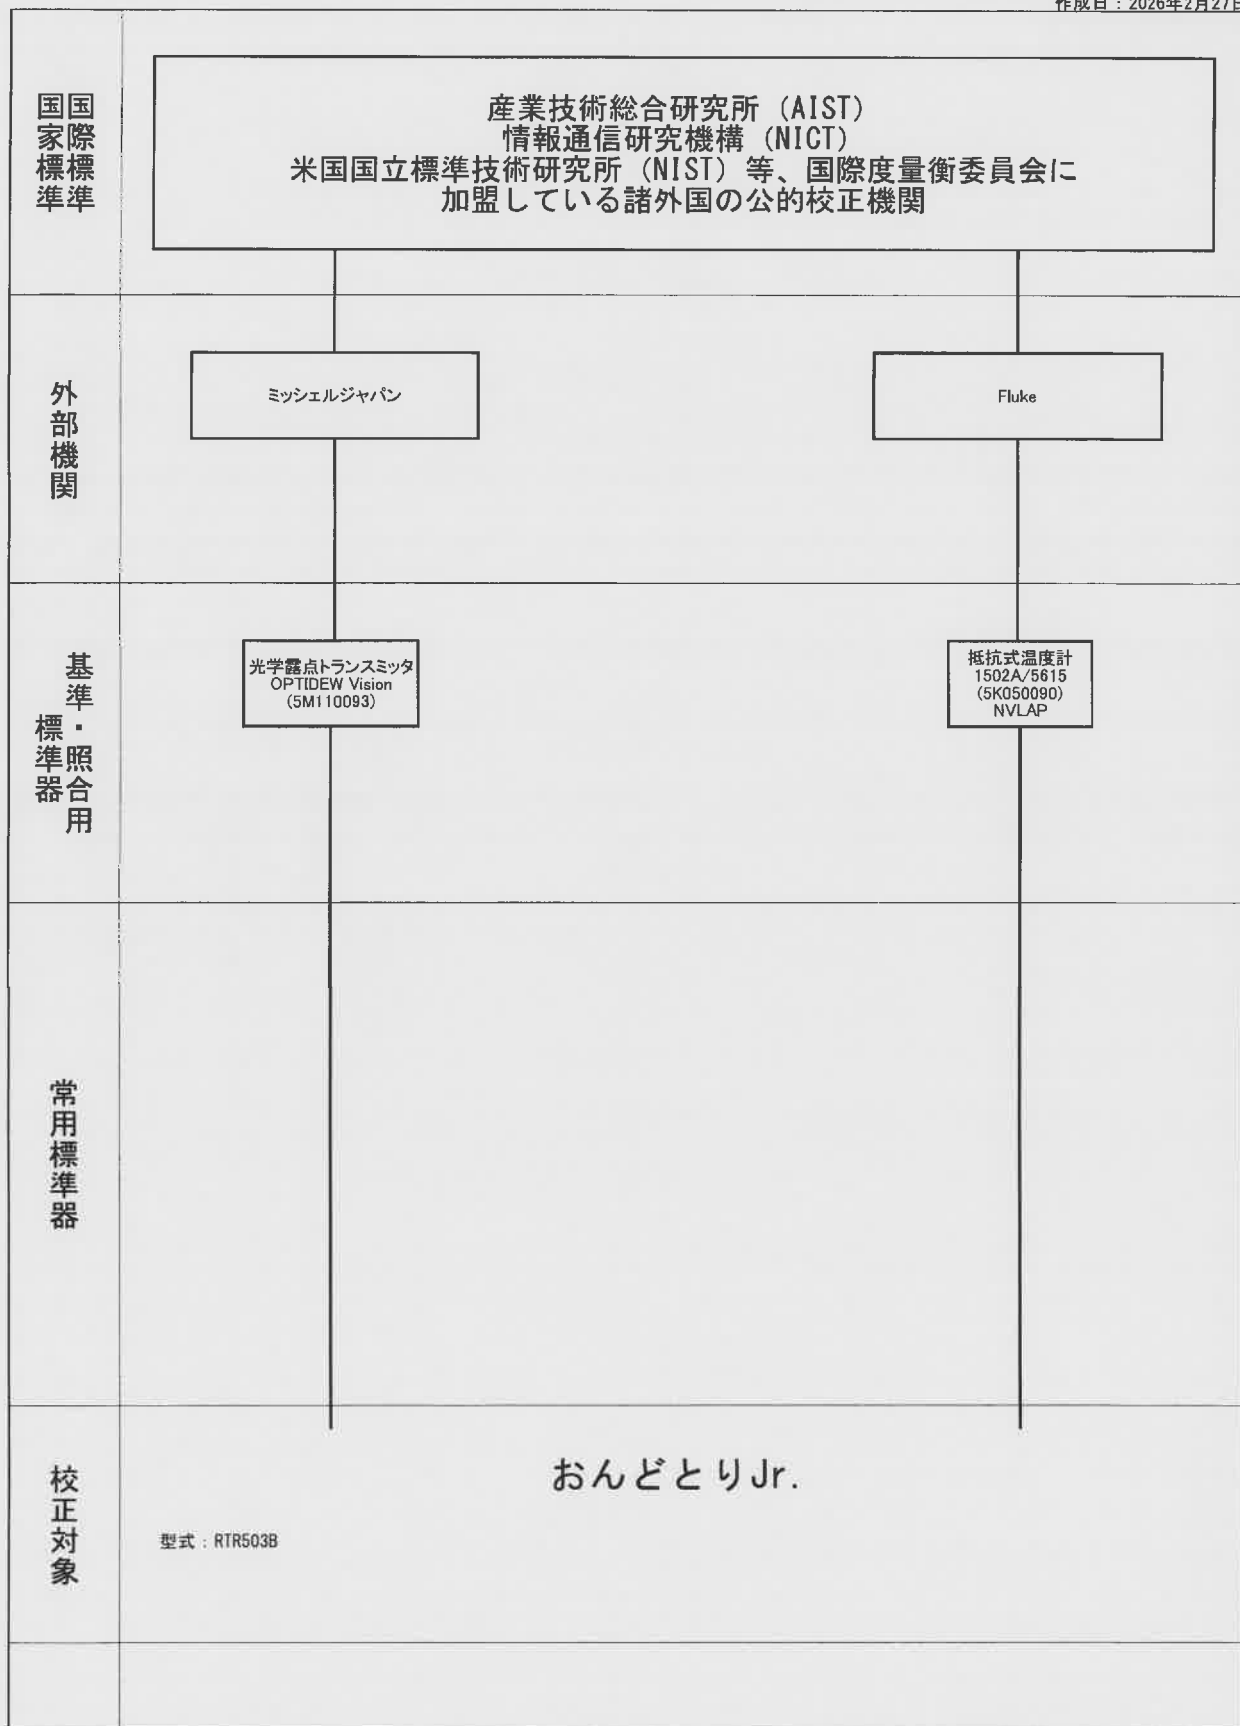 作成日：2026年2月27日
国際標準
国家標準
産業技術総合研究所（AIST）
情報通信研究機構（NICT）
米国国立標準技術研究所（NIST）等、国際度量衡委員会に
加盟している諸外国の公的校正機関
外部機関
ミッシェルジャパン
Fluke
基準・照合用
標準器
光学露点トランスミッタ
OPTIDEW Vision
(5M110093)
抵抗式温度計
1502A/5615
(5K050090)
NVLAP
常用標準器
校正対象
おんどとりJr.
型式：RTR503B